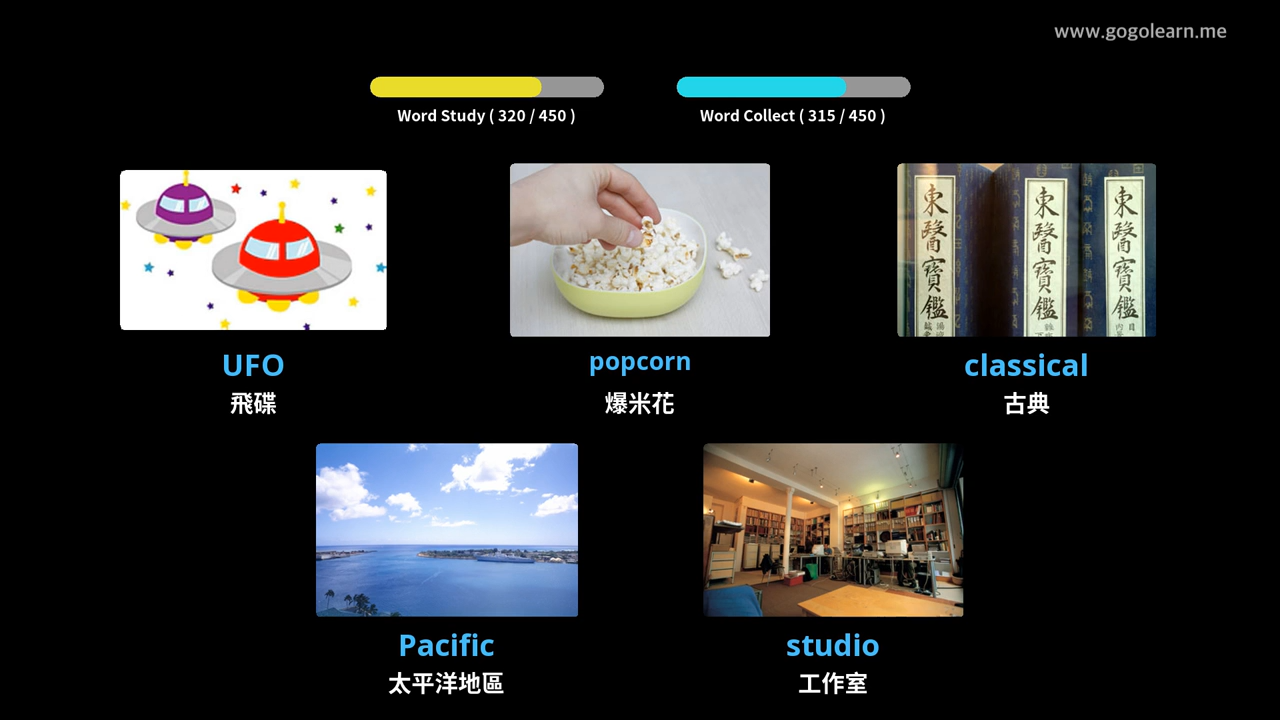 www.gogolearn.me
Word Study ( 320 / 450 )
Word Collect ( 315 / 450 )
東醫寶鑑
東醫寶鑑
東醫寶鑑
UFO
飛碟
popcorn
爆米花
classical
古典
Pacific
太平洋地區
studio
工作室